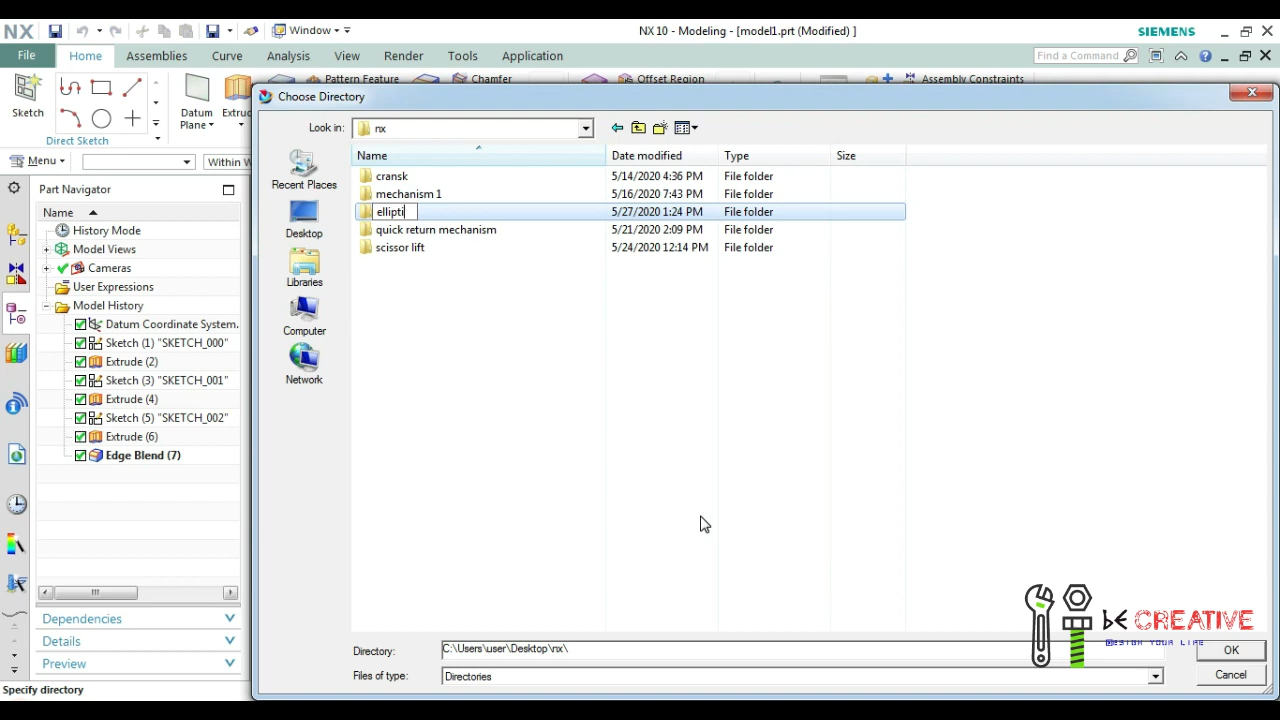 NX
Window
NX 10 - Modeling - [model1.prt (Modified) ]
SIEMENS
File
Home
Assemblies
Curve
Analysis
View
Render
Tools
Application
Find a Command
Pattern Feature
Chamfer
Offset Region
Assembly Constraints
Sketch
Datum
Plane
Extru
Direct Sketch
Menu
Within W
Choose Directory
Look in:
nx
Name
Date modified
Type
Size
cransk
5/14/2020 4:36 PM
File folder
mechanism 1
5/16/2020 7:43 PM
File folder
ellipti
5/27/2020 1:24 PM
File folder
quick return mechanism
5/21/2020 2:09 PM
File folder
scissor lift
5/24/2020 12:14 PM
File folder
Recent Places
Desktop
Libraries
Computer
Network
Directory:
C:\Users\user\Desktop\nx\
OK
Files of type:
Directories
Cancel
Part Navigator
Name
History Mode
Model Views
Cameras
User Expressions
Model History
Datum Coordinate System.
Sketch (1) "SKETCH_000"
Extrude (2)
Sketch (3) "SKETCH_001"
Extrude (4)
Sketch (5) "SKETCH_002"
Extrude (6)
Edge Blend (7)
Dependencies
Details
Preview
Specify directory
bE CREATIVE
DESIGN YOUR LIFE